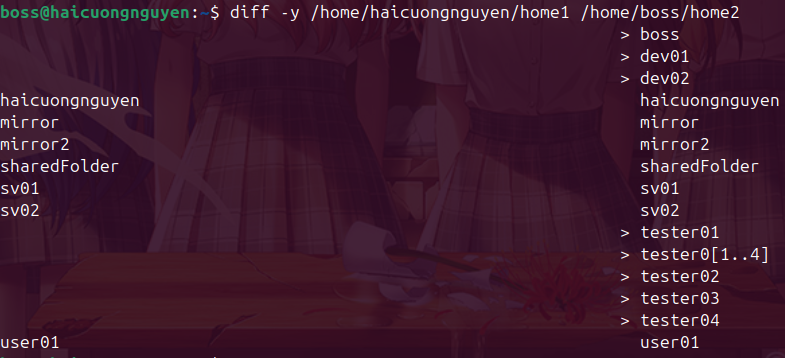 boss@haicuongnguyen:~$ diff -y /home/haicuongnguyen/home1 /home/boss/home2
> boss
> dev01
> dev02
haicuongnguyen haicuongnguyen
mirror mirror
mirror2 mirror2
sharedFolder sharedFolder
sv01 sv01
sv02 sv02
> tester01
> tester0[1..4]
> tester02
> tester03
> tester04
user01 user01